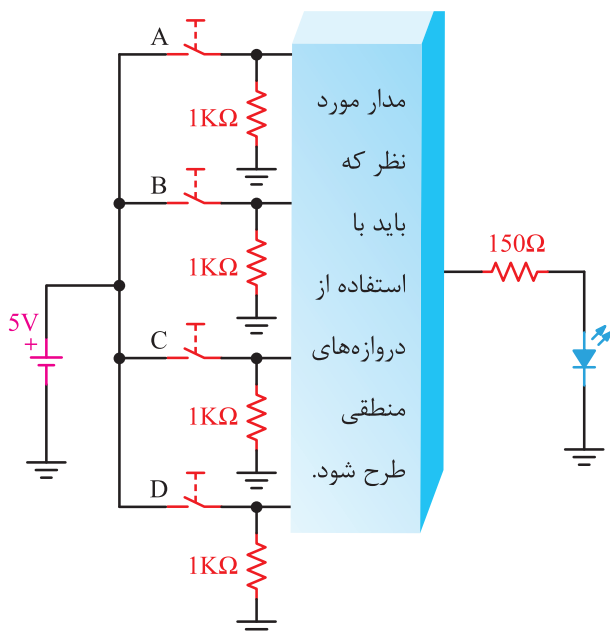 A
1KΩ
B
1KΩ
5V
+
C
1KΩ
D
1KΩ
مدار مورد
نظر که
باید با
استفاده از
دروازه‌های
منطقی
طرح شود.
150Ω